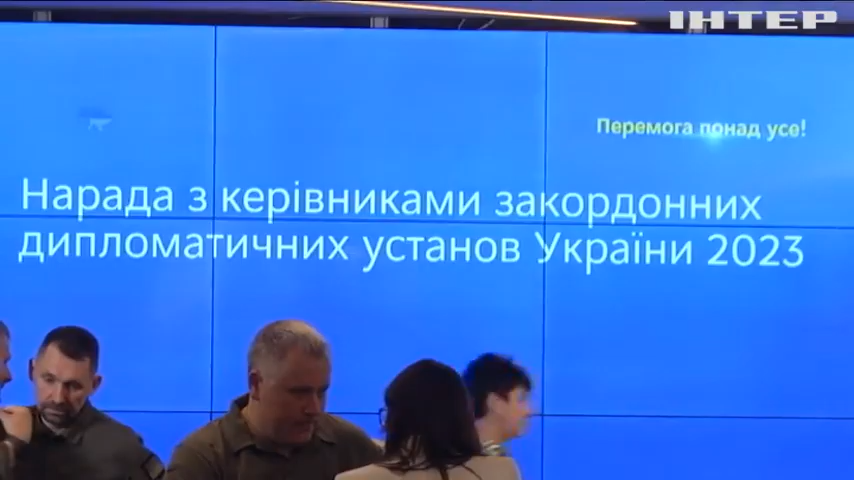 ІНТЕР
Перемога понад усе!
Нарада з керівниками закордонних
дипломатичних установ України 2023